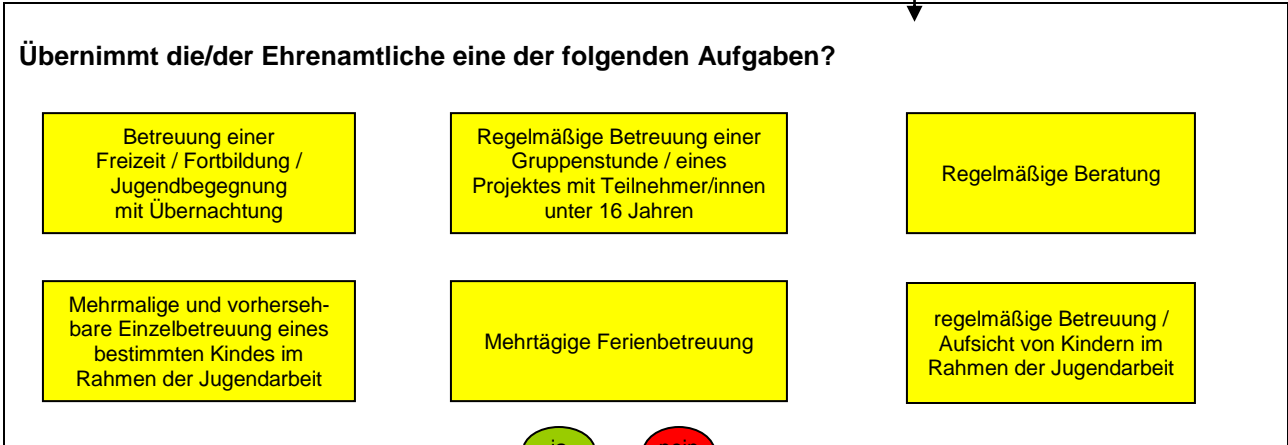 Übernimmt die/der Ehrenamtliche eine der folgenden Aufgaben?
Betreuung einer
Freizeit / Fortbildung /
Jugendbegegnung
mit Übernachtung
Regelmäßige Betreuung einer
Gruppenstunde / eines
Projektes mit Teilnehmer/innen
unter 16 Jahren
Regelmäßige Beratung
Mehrmalige und vorherseh-
bare Einzelbetreuung eines
bestimmten Kindes im
Rahmen der Jugendarbeit
Mehrtägige Ferienbetreuung
regelmäßige Betreuung /
Aufsicht von Kindern im
Rahmen der Jugendarbeit
ja
nein